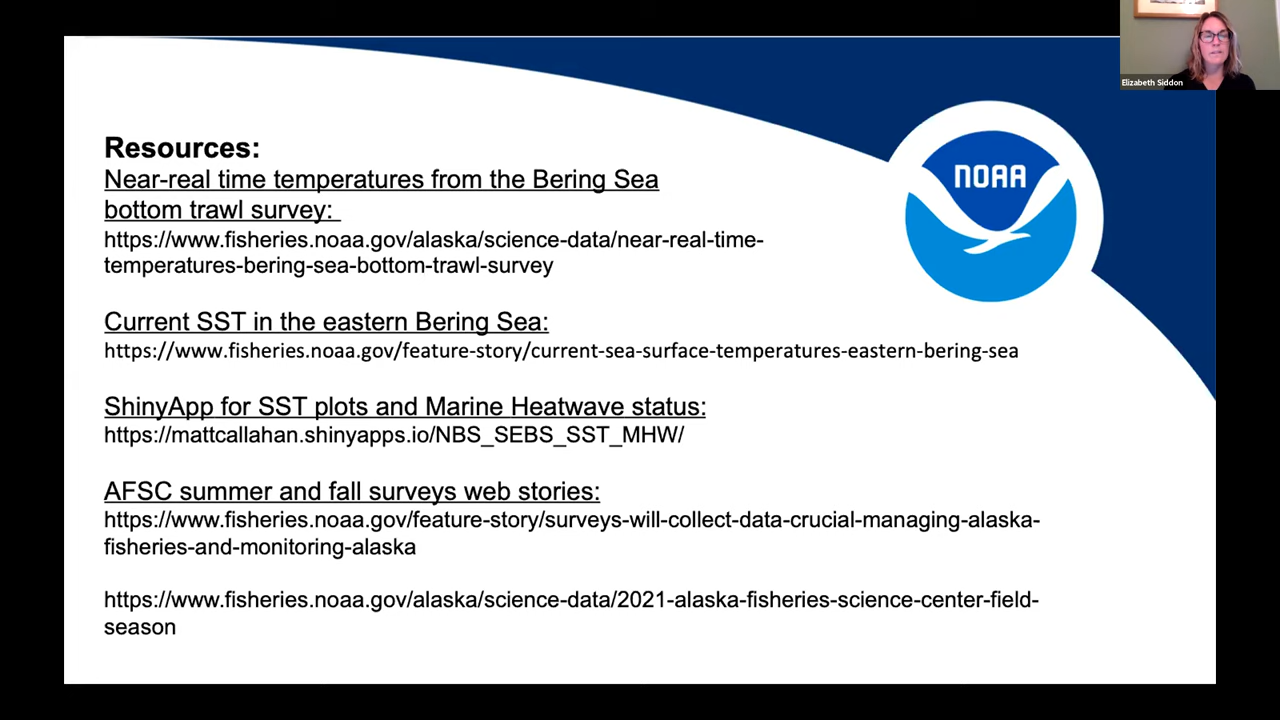 Elizabeth Siddon
NOAA
Resources:
Near-real time temperatures from the Bering Sea
bottom trawl survey:
https://www.fisheries.noaa.gov/alaska/science-data/near-real-time-
temperatures-bering-sea-bottom-trawl-survey
Current SST in the eastern Bering Sea:
https://www.fisheries.noaa.gov/feature-story/current-sea-surface-temperatures-eastern-bering-sea
ShinyApp for SST plots and Marine Heatwave status:
https://mattcallahan.shinyapps.io/NBS_SEBS_SST_MHW/
AFSC summer and fall surveys web stories:
https://www.fisheries.noaa.gov/feature-story/surveys-will-collect-data-crucial-managing-alaska-
fisheries-and-monitoring-alaska
https://www.fisheries.noaa.gov/alaska/science-data/2021-alaska-fisheries-science-center-field-
season